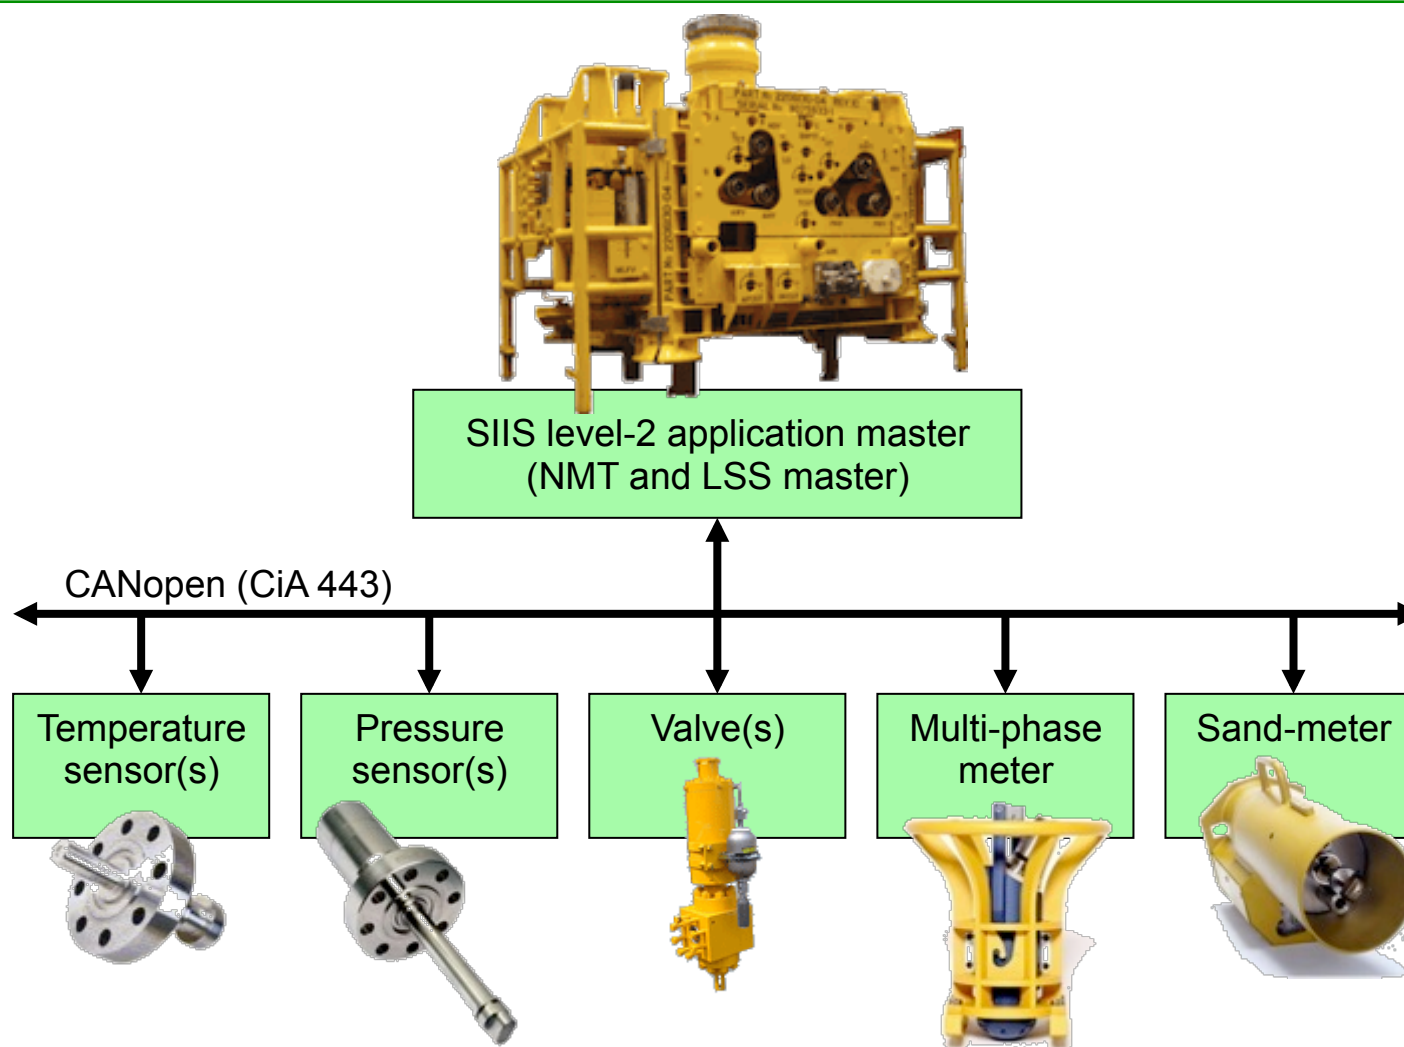 SIIS level-2 application master
(NMT and LSS master)
CANopen (CiA 443)
Temperature
sensor(s)
Pressure
sensor(s)
Valve(s)
Multi-phase
meter
Sand-meter